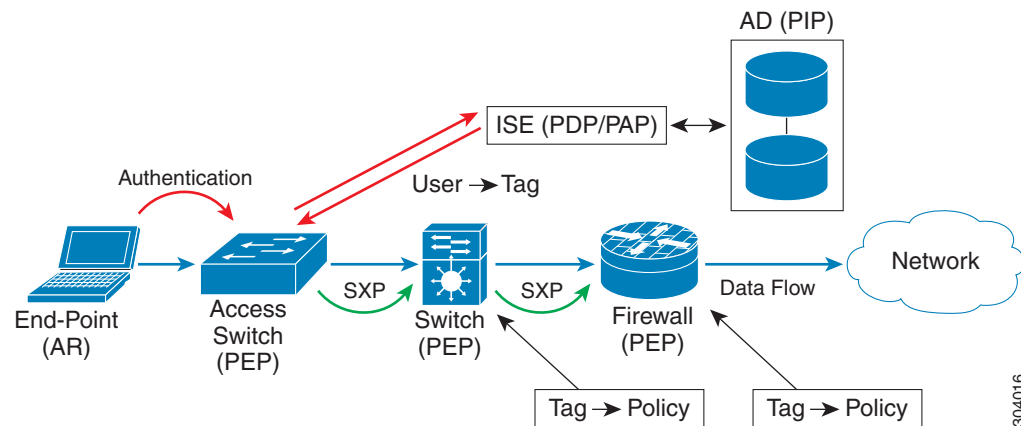 AD (PIP)
ISE (PDP/PAP)
Authentication
User → Tag
SXP
SXP
Data Flow
Network
End-Point
(AR)
Access
Switch
(PEP)
Switch
(PEP)
Firewall
(PEP)
Tag → Policy
Tag → Policy
304016